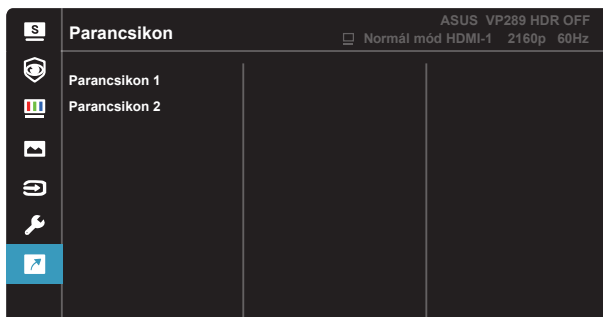 S
Parancsikon
ASUS VP289 HDR OFF
Normál mód HDMI-1 2160p 60Hz
Parancsikon 1
Parancsikon 2